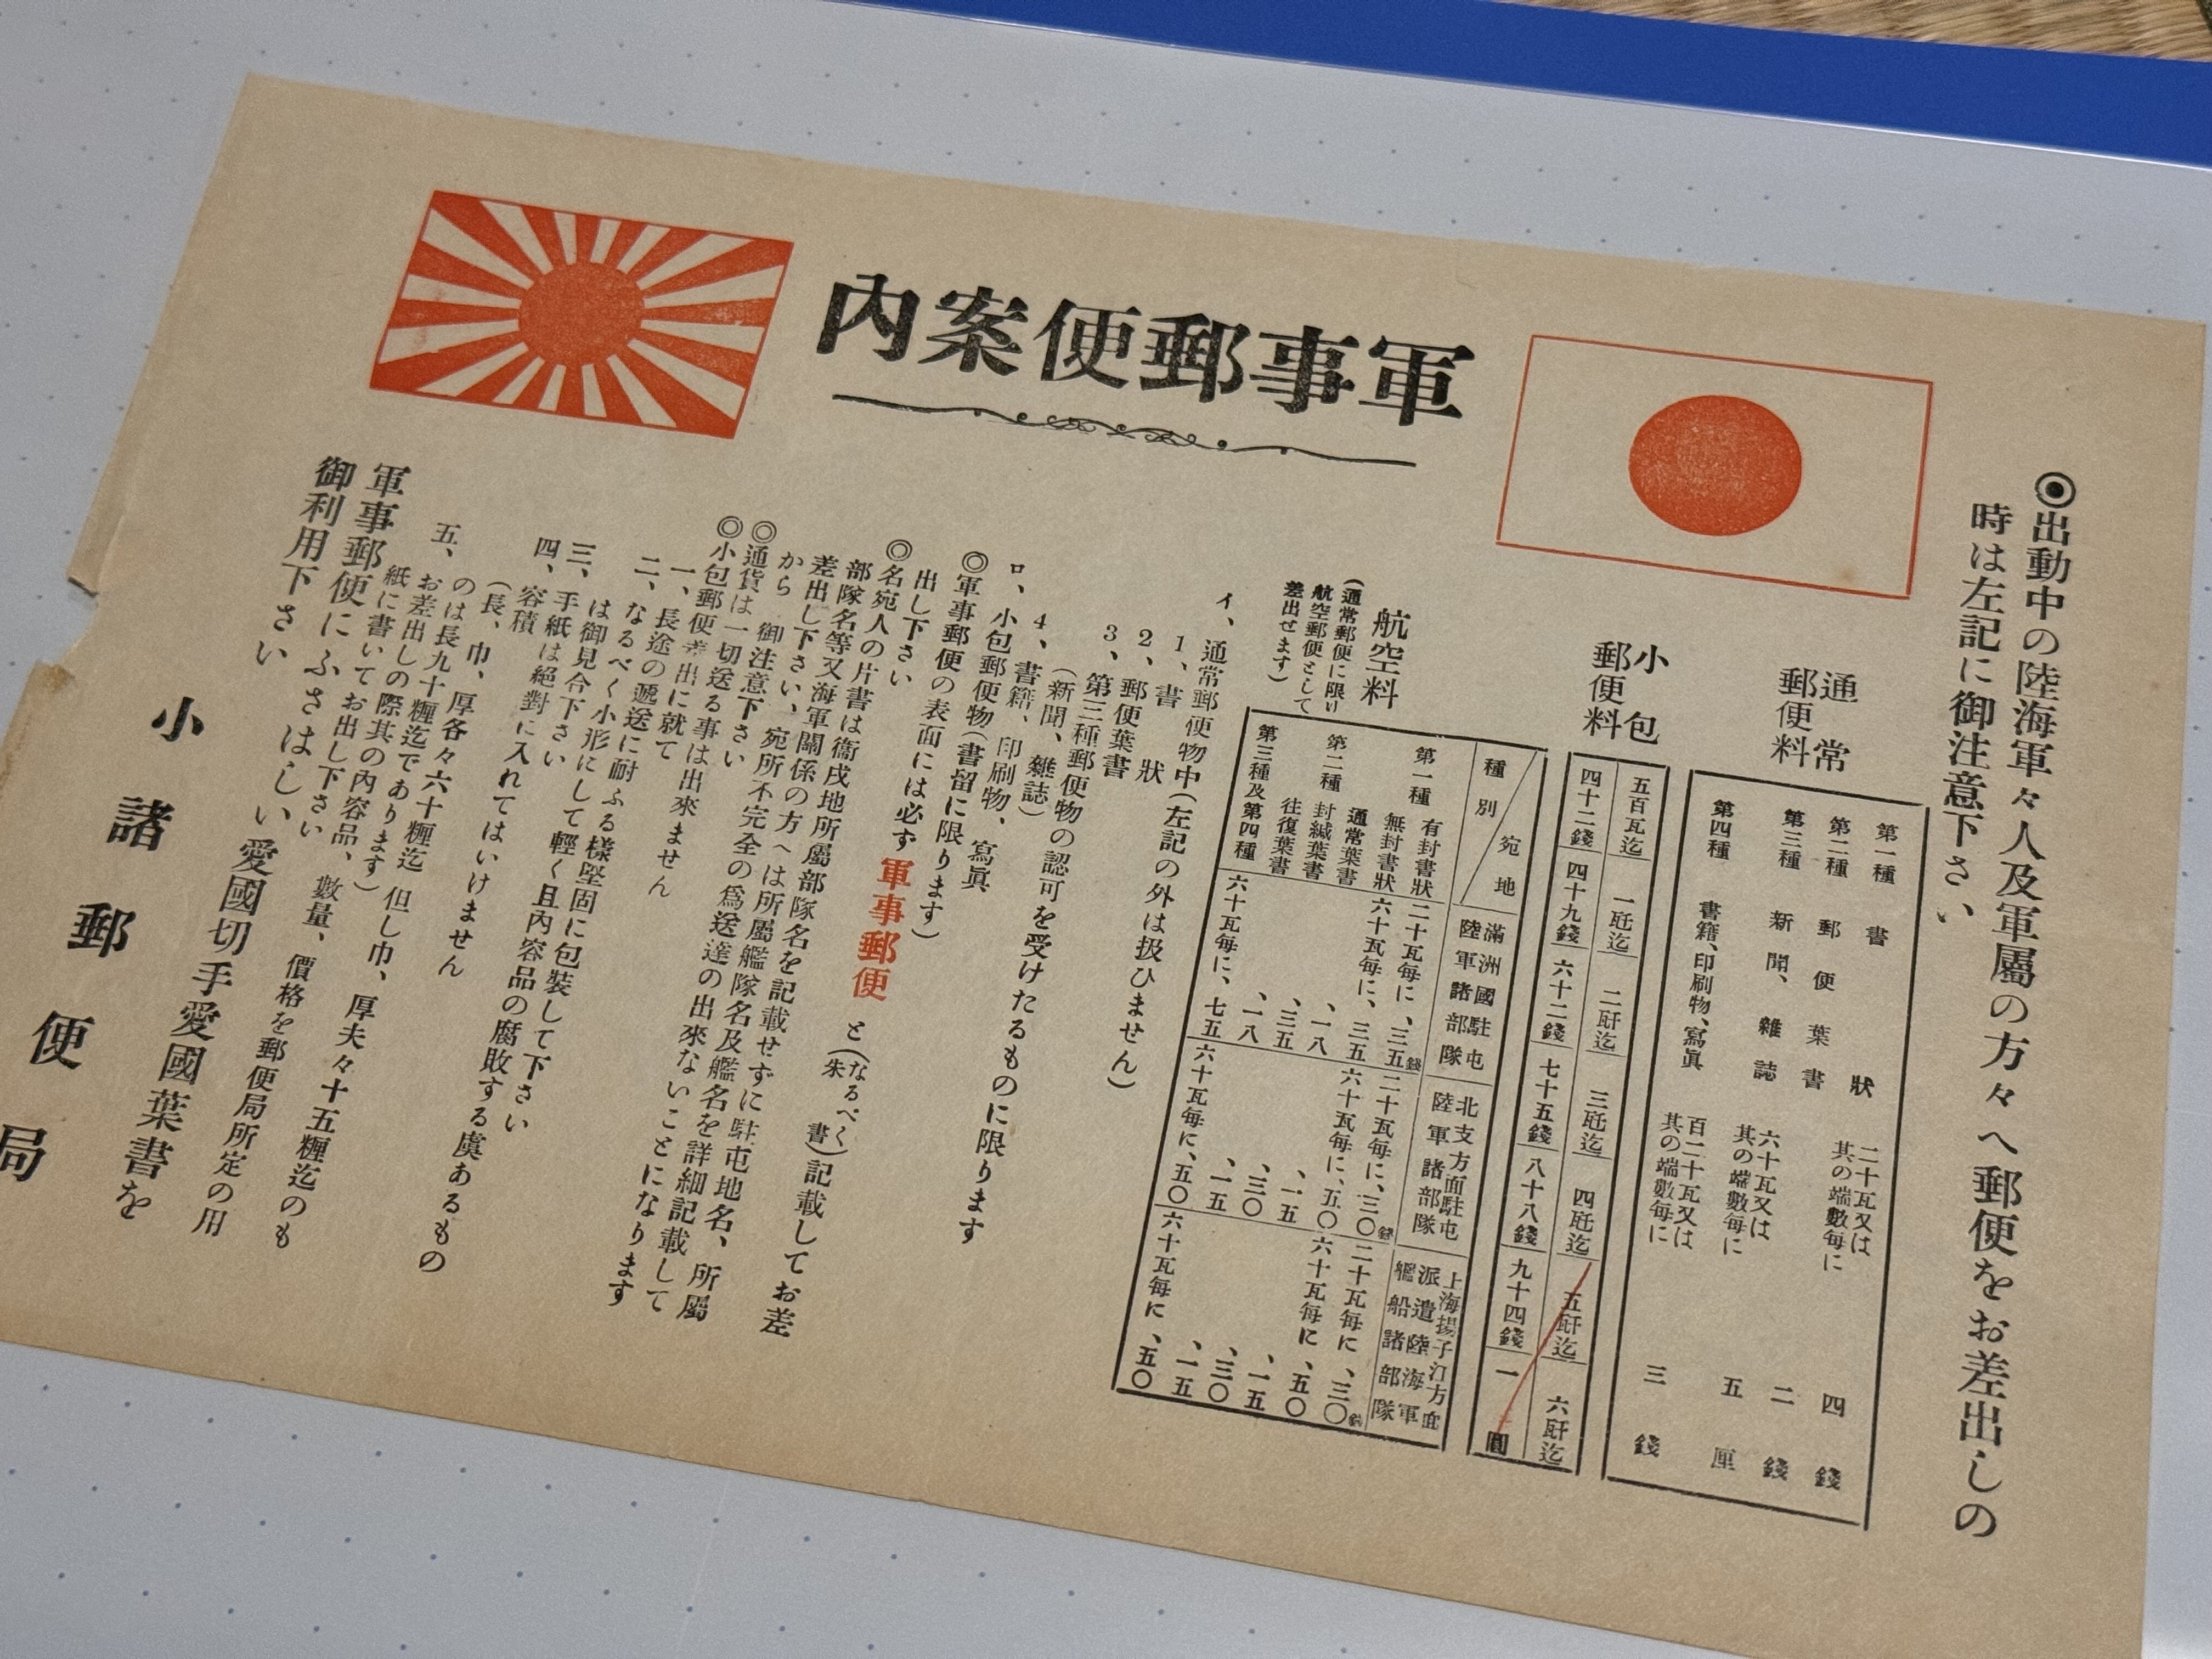 軍事郵便案內
◉出動中の陸海軍々人及軍屬の方々へ郵便をお差出しの
時は左記に御注意下さい
通常郵便料
第一種 書狀 二十瓦又は其の端數每に 四錢
第二種 郵便葉書 二錢
第三種 新聞、雜誌 六十瓦又は其の端數每に 五厘
第四種 書籍、印刷物、寫眞 百二十瓦又は其の端數每に 三錢
小包郵便料
五百瓦迄 一瓩迄 二瓩迄 三瓩迄 四瓩迄 五瓩迄 六瓩迄
四十二錢 四十九錢 六十二錢 七十五錢 八十八錢 九十四錢 一圓
航空料
(通常郵便に限り
航空郵便として
差出せます)
種別 宛地 滿洲國駐屯陸軍諸部隊 北支方面駐屯陸軍諸部隊 上海揚子江方面派遣陸海軍艦船諸部隊
第一種 有封書狀 二十瓦每に、三五錢 二十瓦每に、三〇錢 二十瓦每に、三〇錢
無封書狀 六十瓦每に、三五 六十瓦每に、五〇 六十瓦每に、五〇
第二種 通常葉書 、一八 、一五 、一五
封緘葉書 、三五 、三〇 、三〇
往復葉書 、一八 、一五 、一五
第三種及第四種 六十瓦每に、七五 六十瓦每に、五〇 六十瓦每に、五〇
イ、通常郵便物中(左記の外は扱ひません)
1、書狀
2、郵便葉書
3、第三種郵便物の認可を受けたるものに限ります
(新聞、雜誌)
4、書籍、印刷物、寫眞
ロ、小包郵便物(書留に限ります)
◎軍事郵便の表面には必ず軍事郵便と(なるべく朱書)記載してお差
出し下さい
◎名宛人の片書は衞戍地所屬部隊名を記載せずに駐屯地名、所屬
部隊名等又海軍關係の方へは所屬艦隊名及艦名を詳細記載して
差出し下さい、宛所不完全の爲送達の出來ないことになります
から御注意下さい
◎通貨は一切送る事は出來ません
◎小包郵便差出に就て
一、長途の遞送に耐ふる樣堅固に包裝して下さい
二、なるべく小形にして輕く且內容品の腐敗する虞あるもの
は御見合下さい
三、手紙は絕對に入れてはいけません
四、容積
(長、巾、厚各々六十糎迄 但し巾、厚夫々十五糎迄のも
のは長九十糎迄であります)
五、お差出しの際其の內容品、數量、價格を郵便局所定の用
紙に書いてお出し下さい
軍事郵便にふさはしい愛國切手愛國葉書を
御利用下さい
小諸郵便局